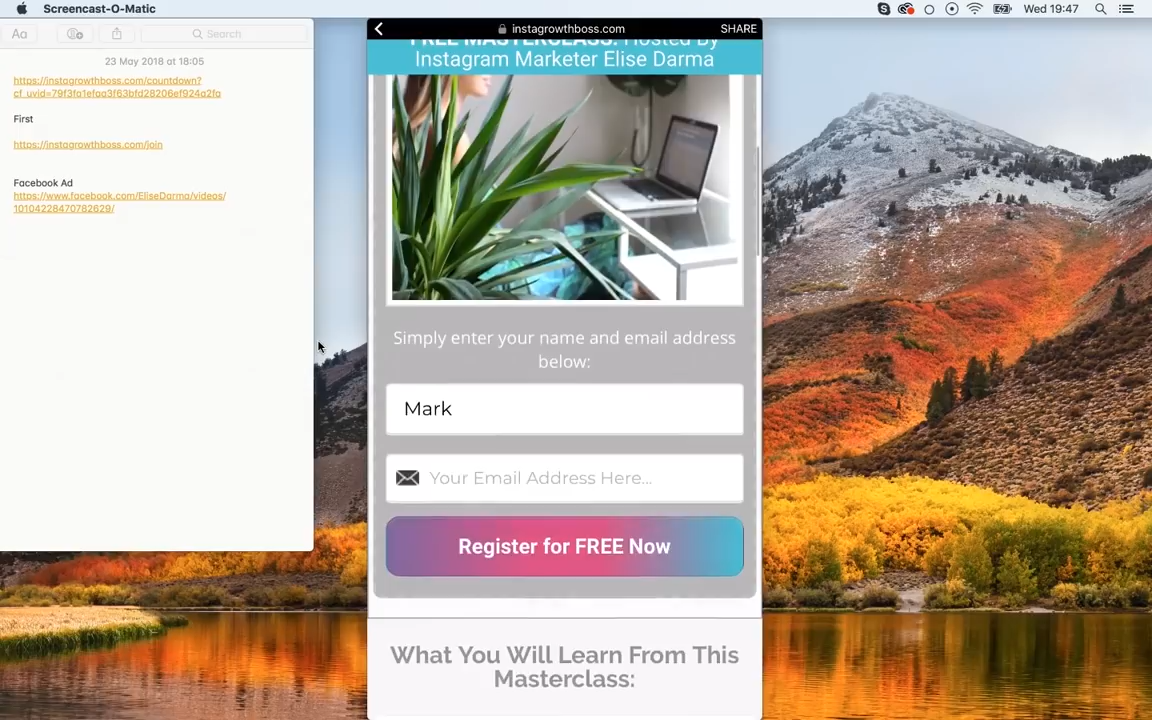 Screencast-O-Matic
Wed 19:47
Aa
Search
23 May 2018 at 18:05
https://instagrowthboss.com/countdown?
cf_uvid=79f3fa1efaa3f63bfd28206ef924a2fa
First
https://instagrowthboss.com/join
Facebook Ad
https://www.facebook.com/EliseDarma/videos/
10104228470782629/
instagrowthboss.com
SHARE
FREE MASTERCLASS: Hosted By
Instagram Marketer Elise Darma
Simply enter your name and email address
below:
Mark
Your Email Address Here...
Register for FREE Now
What You Will Learn From This
Masterclass: